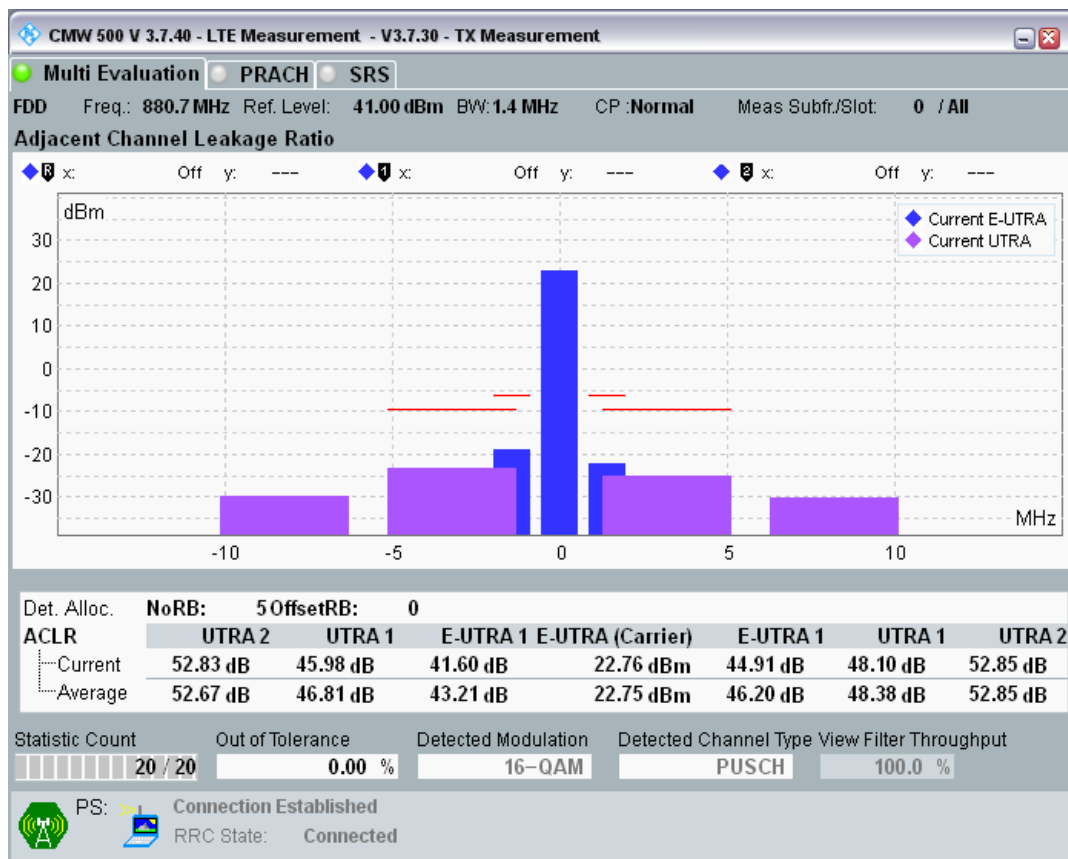 CMW 500 V 3.7.40 - LTE Measurement - V3.7.30 - TX Measurement
Multi Evaluation PRACH SRS
FDD Freq.: 880.7 MHz Ref. Level: 41.00 dBm BW: 1.4 MHz CP :Normal Meas Subfr./Slot: 0 / All
Adjacent Channel Leakage Ratio
R x: Off y: --- 1 x: Off y: --- 2 x: Off y: ---
dBm
Current E-UTRA
Current UTRA
30
20
10
0
-10
-20
-30
MHz
-10 -5 0 5 10
Det. Alloc. NoRB: 5 OffsetRB: 0
ACLR UTRA 2 UTRA 1 E-UTRA 1 E-UTRA (Carrier) E-UTRA 1 UTRA 1 UTRA 2
Current 52.83 dB 45.98 dB 41.60 dB 22.76 dBm 44.91 dB 48.10 dB 52.85 dB
Average 52.67 dB 46.81 dB 43.21 dB 22.75 dBm 46.20 dB 48.38 dB 52.85 dB
Statistic Count Out of Tolerance Detected Modulation Detected Channel Type View Filter Throughput
20 / 20 0.00 % 16-QAM PUSCH 100.0 %
PS: Connection Established
RRC State: Connected